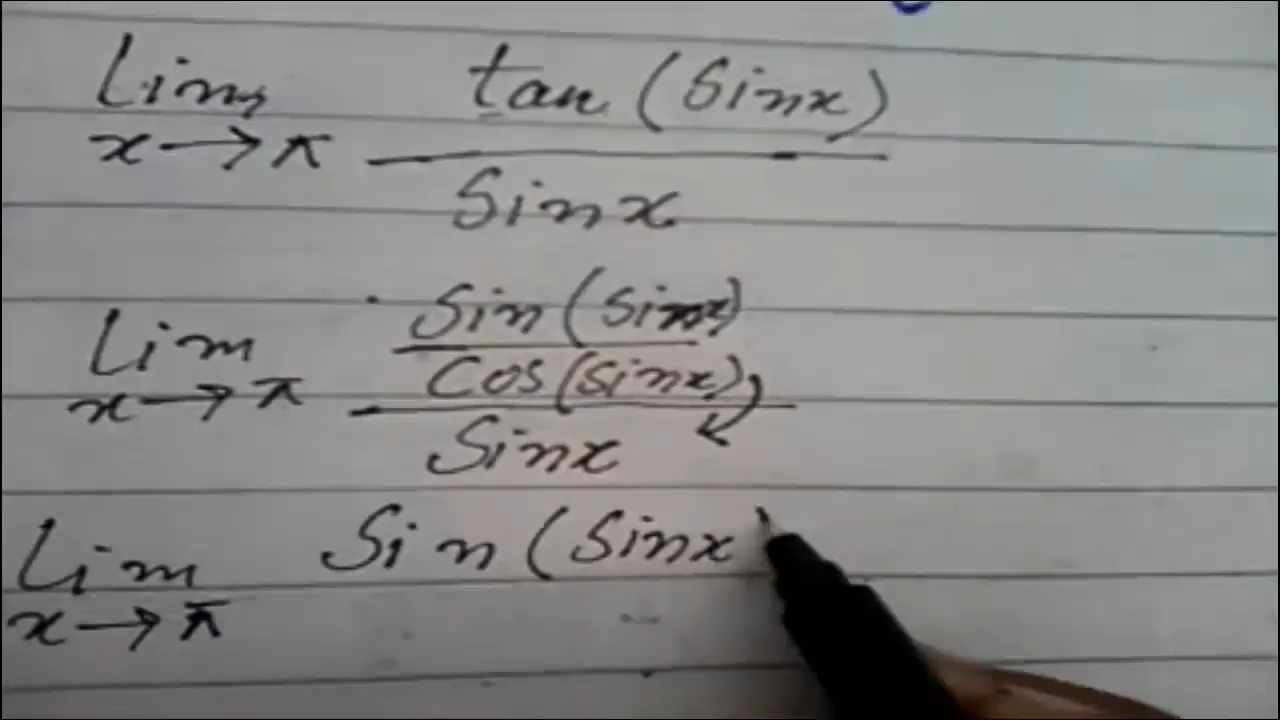 Lim tan (Sinx)
x → π Sinx
Lim Sin (Sinx)
x → π Cos (Sinx)
Sinx
Lim Sin (Sinx
x → π